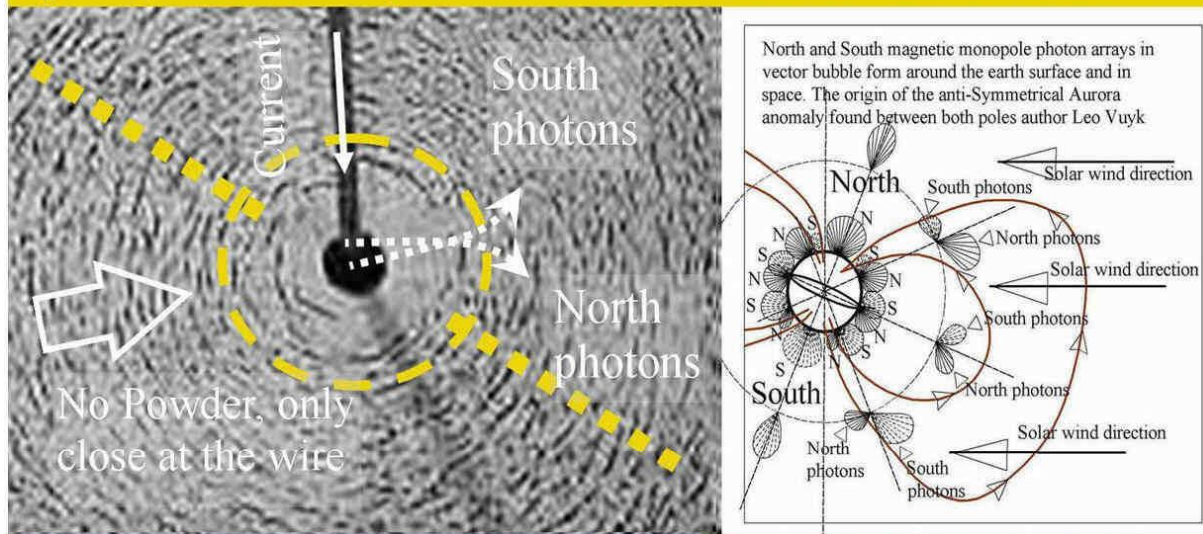 Current
South
photons
North
photons
No Powder, only
close at the wire
North and South magnetic monopole photon arrays in
vector bubble form around the earth surface and in
space. The origin of the anti-Symmetrical Aurora
anomaly found between both poles author Leo Vuyk
Solar wind direction
North
South photons
North photons
N
S
N
S
N
S
N
S
N
S
N
S
N
S
N
S
Solar wind direction
South photons
North photons
South
North
photons
South
photons
Solar wind direction